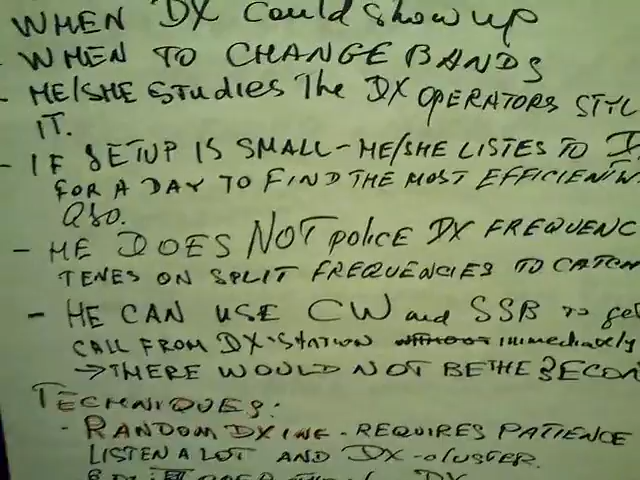 WHEN DX Could Show up
- WHEN TO CHANGE BANDS
- HE/SHE STUDIES The DX OPERATORS STYL
IT.
- IF SETUP IS SMALL - HE/SHE LISTES TO
FOR A DAY TO FIND THE MOST EFFICIENT
QSO.
- HE DOES NOT police DX FREQUENC
TENES ON SPLIT FREQUENCIES TO CATCH
- HE CAN USE CW and SSB to get
CALL FROM DX-STATION immediately
→ THERE WOULD NOT BE THE SECON
TECHNIQUES:
- RANDOM DXING - REQUIRES PATIENCE
LISTEN A LOT AND DX-CLUSTER.
DX